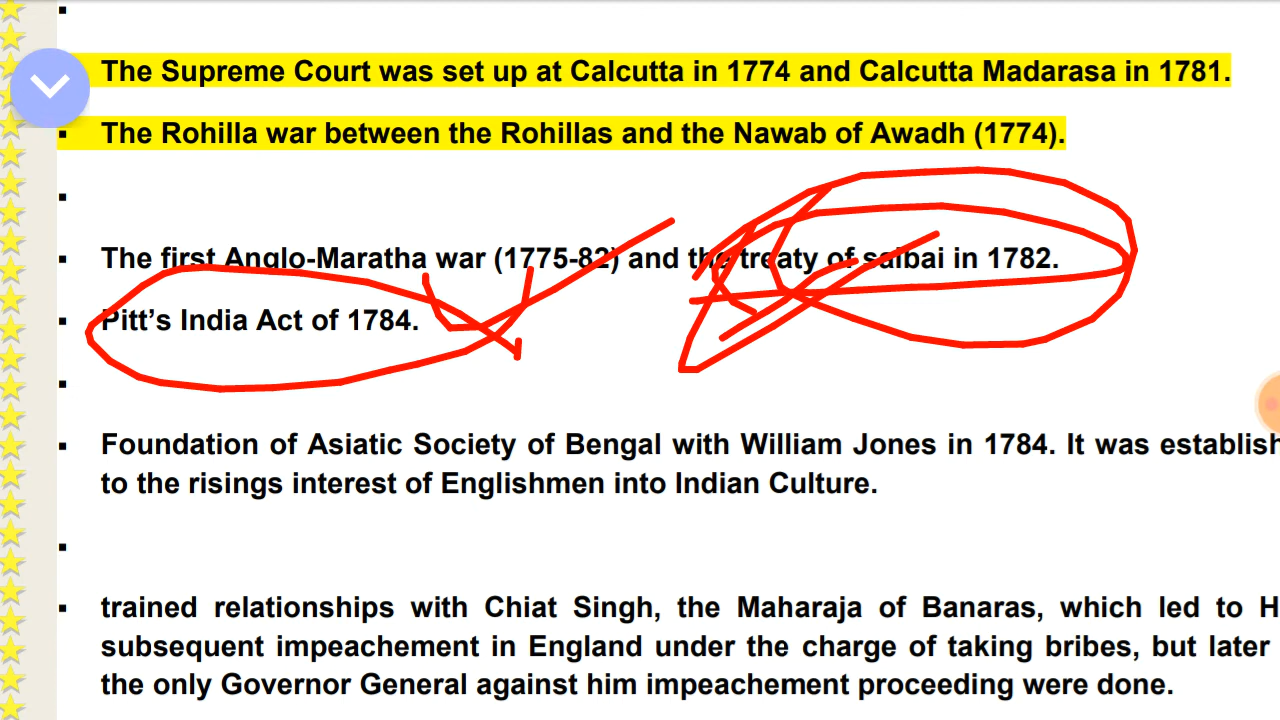 The Supreme Court was set up at Calcutta in 1774 and Calcutta Madarasa in 1781.
The Rohilla war between the Rohillas and the Nawab of Awadh (1774).
The first Anglo-Maratha war (1775-82) and the treaty of salbai in 1782.
Pitt’s India Act of 1784.
Foundation of Asiatic Society of Bengal with William Jones in 1784. It was establish
to the risings interest of Englishmen into Indian Culture.
trained relationships with Chiat Singh, the Maharaja of Banaras, which led to H
subsequent impeachement in England under the charge of taking bribes, but later
the only Governor General against him impeachement proceeding were done.